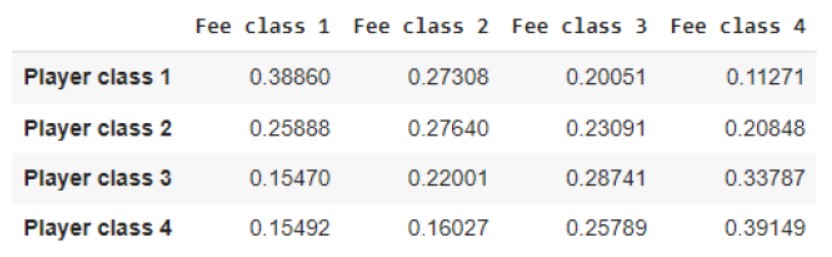 Fee class 1 Fee class 2 Fee class 3 Fee class 4
Player class 1 0.38860 0.27308 0.20051 0.11271
Player class 2 0.25888 0.27640 0.23091 0.20848
Player class 3 0.15470 0.22001 0.28741 0.33787
Player class 4 0.15492 0.16027 0.25789 0.39149